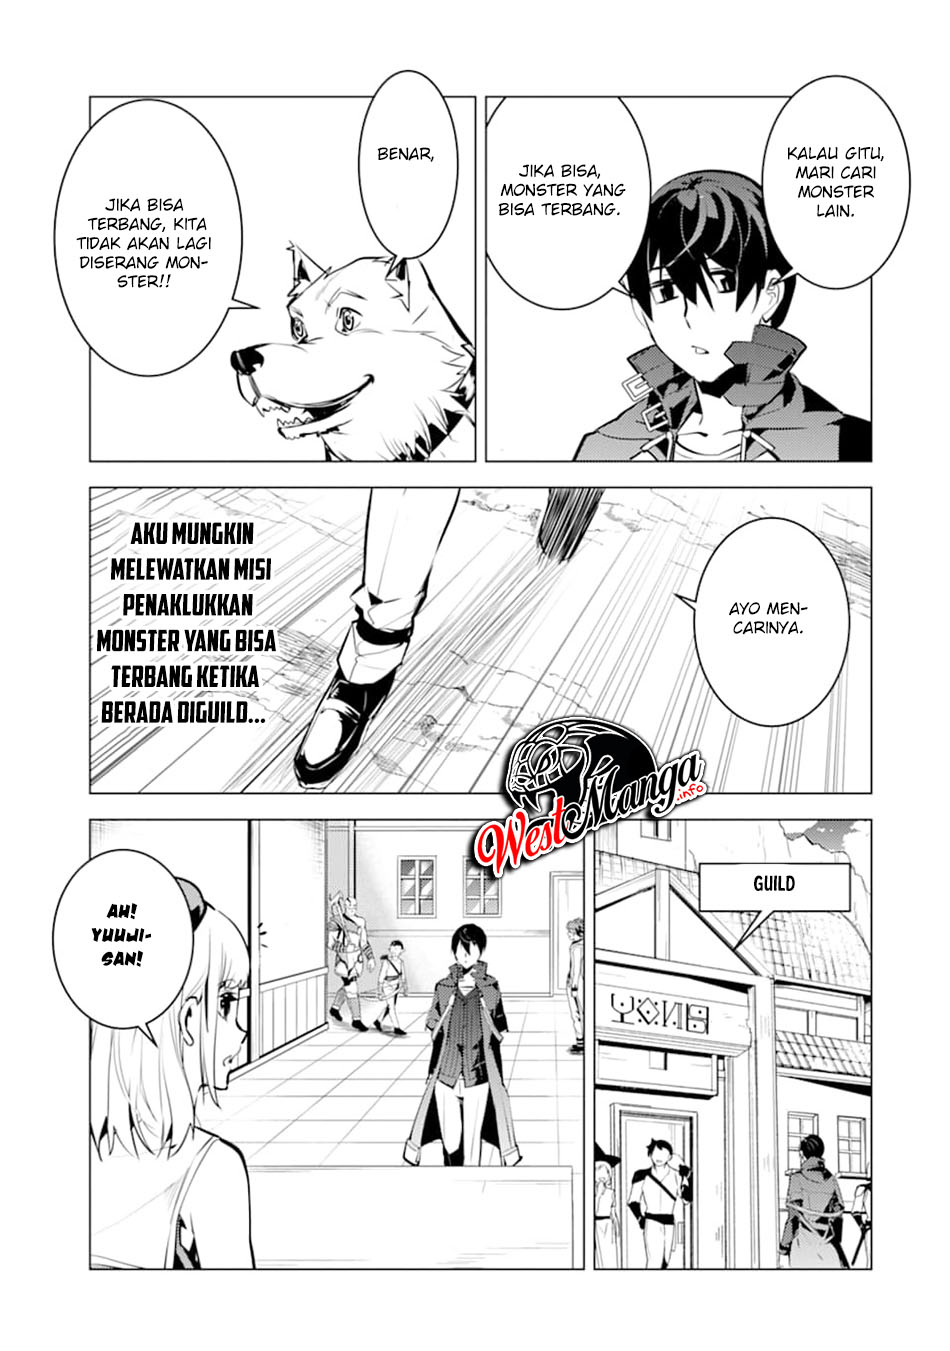 KALAU GITU,
MARI CARI
MONSTER
LAIN.
JIKA BISA,
MONSTER YANG
BISA TERBANG.
BENAR,
JIKA BISA
TERBANG, KITA
TIDAK AKAN LAGI
DISERANG MON-
STER!!
AYO MEN-
CARINYA.
AKU MUNGKIN
MELEWATKAN MISI
PENAKLUKKAN
MONSTER YANG BISA
TERBANG KETIKA
BERADA DIGUILD...
WestManga
.info
GUILD
AH!
YUUJI-
SAN!